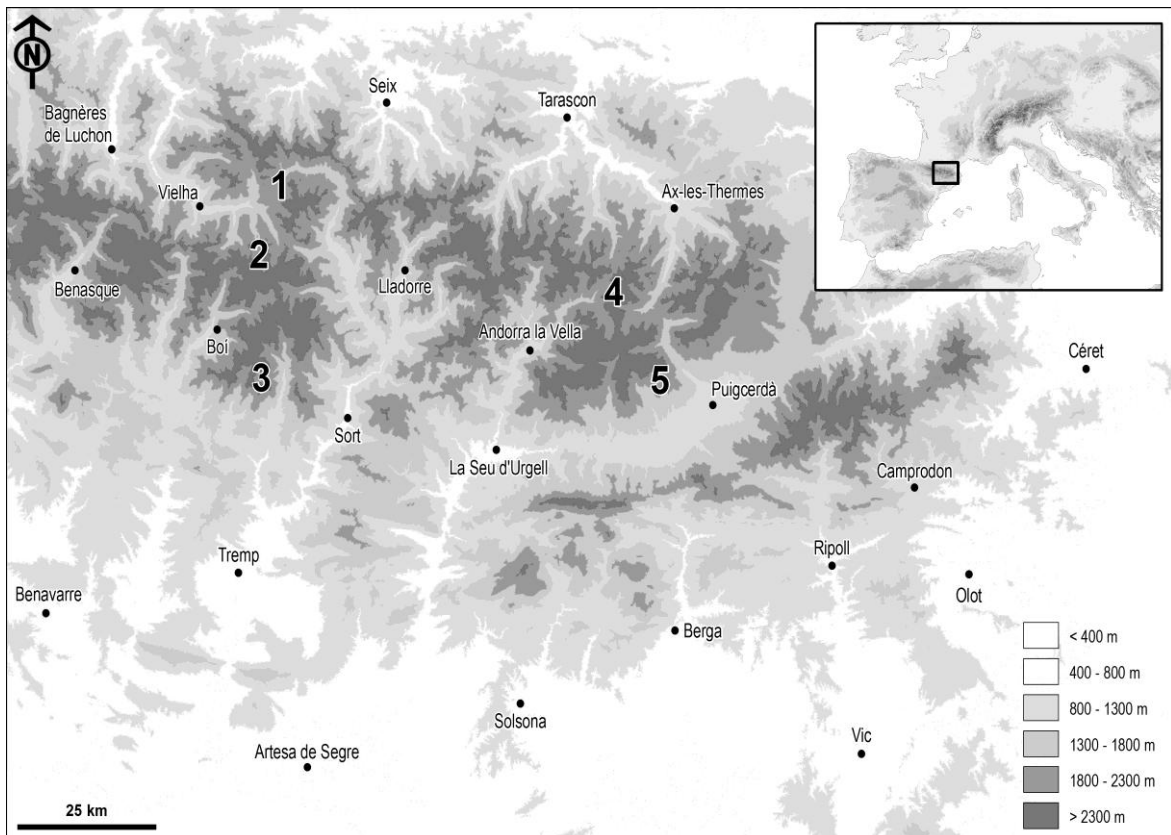 N
Seix
Tarascon
Bagnères
de Luchon
1
Vielha
Ax-les-Thermes
2
Benasque
Lladorre
4
Boí
Andorra la Vella
3
5
Céret
Puigcerdà
Sort
La Seu d'Urgell
Camprodon
Tremp
Ripoll
Olot
Benavarre
Berga
Solsona
Vic
Artesa de Segre
25 km
< 400 m
400 - 800 m
800 - 1300 m
1300 - 1800 m
1800 - 2300 m
> 2300 m